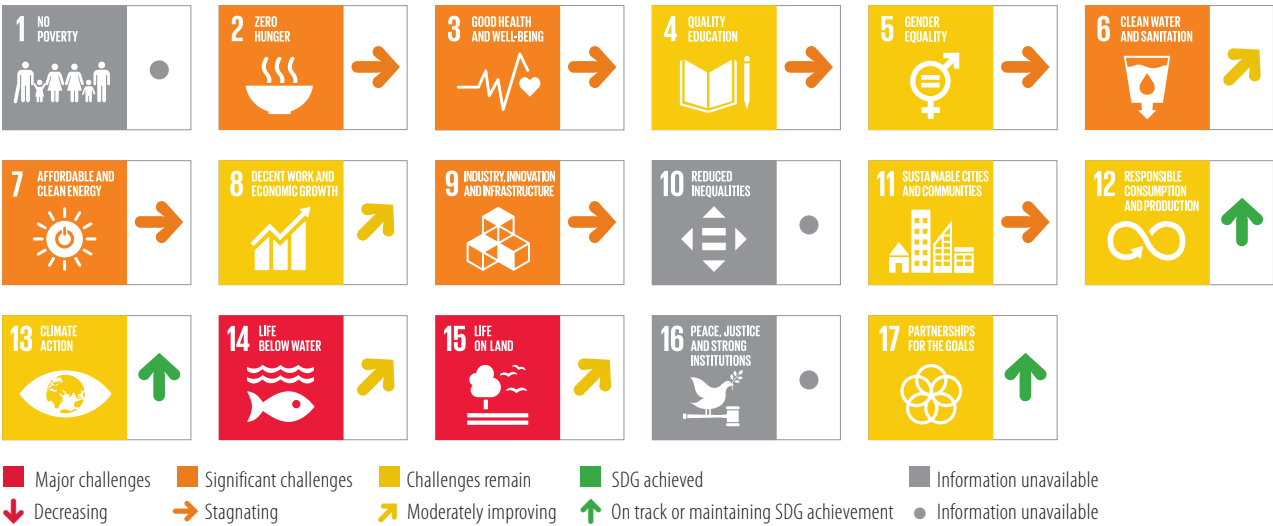 1 NO
POVERTY
2 ZERO
HUNGER
3 GOOD HEALTH
AND WELL-BEING
4 QUALITY
EDUCATION
5 GENDER
EQUALITY
6 CLEAN WATER
AND SANITATION
7 AFFORDABLE AND
CLEAN ENERGY
8 DECENT WORK AND
ECONOMIC GROWTH
9 INDUSTRY, INNOVATION
AND INFRASTRUCTURE
10 REDUCED
INEQUALITIES
11 SUSTAINABLE CITIES
AND COMMUNITIES
12 RESPONSIBLE
CONSUMPTION
AND PRODUCTION
13 CLIMATE
ACTION
14 LIFE
BELOW WATER
15 LIFE
ON LAND
16 PEACE, JUSTICE
AND STRONG
INSTITUTIONS
17 PARTNERSHIPS
FOR THE GOALS
Major challenges
Significant challenges
Challenges remain
SDG achieved
Information unavailable
Decreasing
Stagnating
Moderately improving
On track or maintaining SDG achievement
Information unavailable